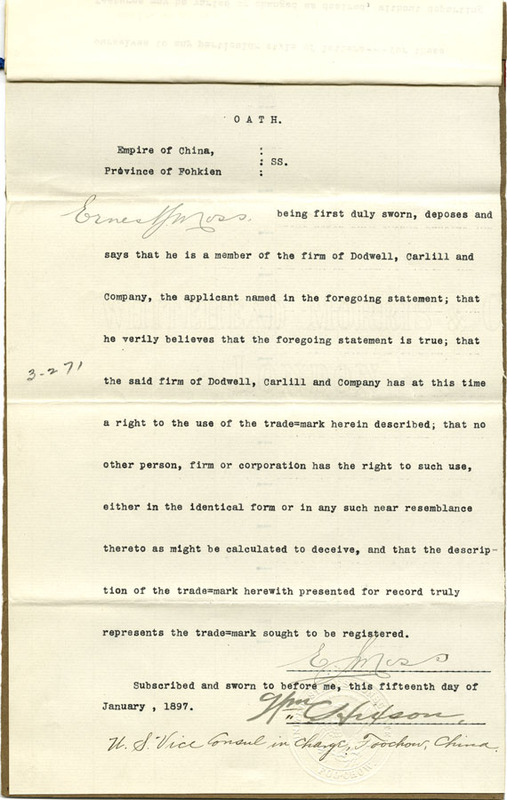 O A T H.
Empire of China, :
: SS.
Province of Fohkien :
Ernest Moss. being first duly sworn, deposes and
says that he is a member of the firm of Dodwell, Carlill and
Company, the applicant named in the foregoing statement; that
he verily believes that the foregoing statement is true; that
3-271
the said firm of Dodwell, Carlill and Company has at this time
a right to the use of the trade=mark herein described; that no
other person, firm or corporation has the right to such use,
either in the identical form or in any such near resemblance
thereto as might be calculated to deceive, and that the descrip-
tion of the trade=mark herewith presented for record truly
represents the trade=mark sought to be registered.
E. Moss
Subscribed and sworn to before me, this fifteenth day of
January , 1897.
U. S. Vice Consul in charge, Foochow, China.